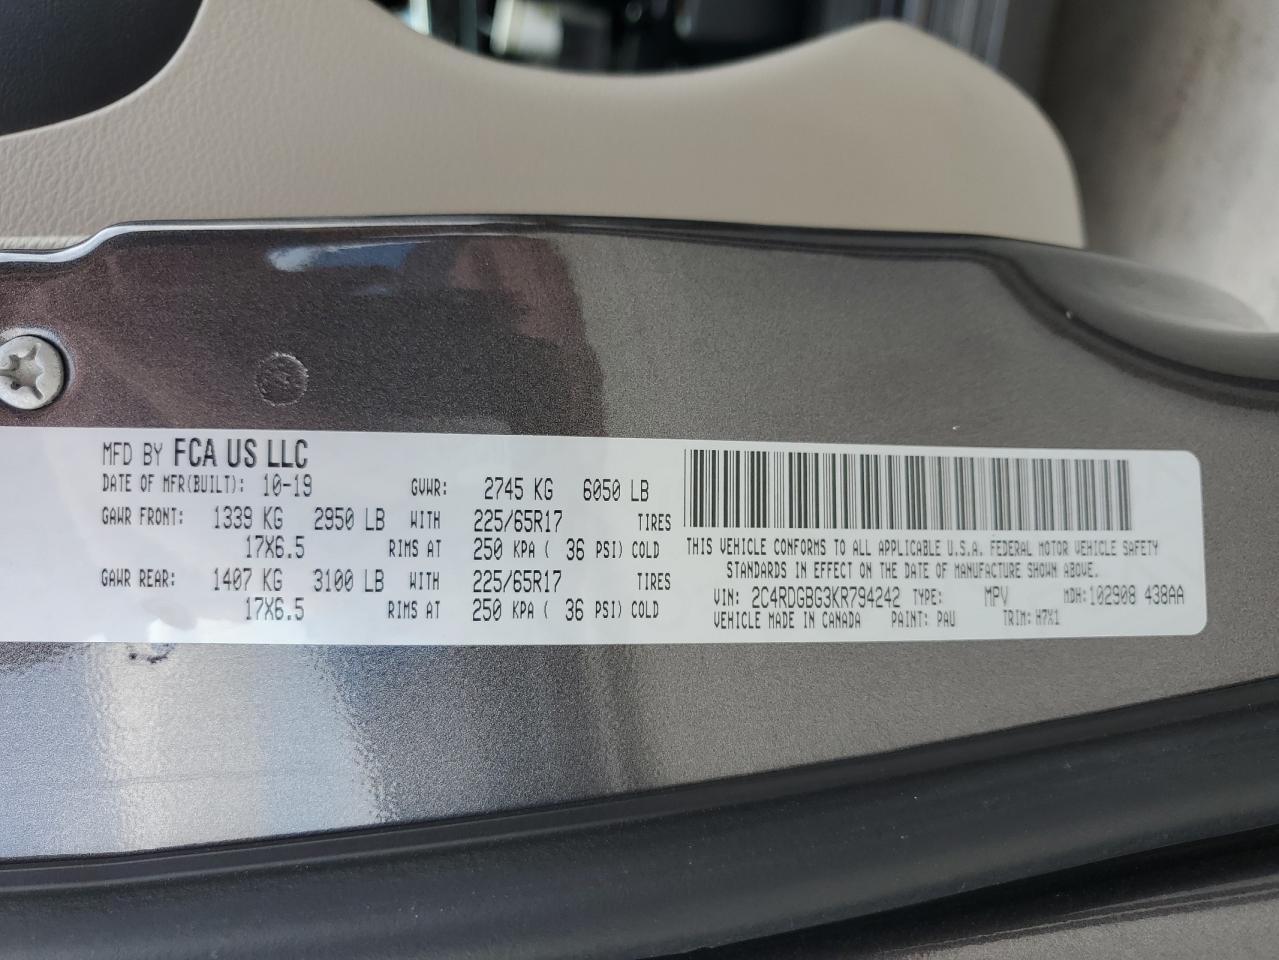 MFD BY FCA US LLC
DATE OF MFR(BUILT): 10-19 GVWR: 2745 KG 6050 LB
GAWR FRONT: 1339 KG 2950 LB WITH 225/65R17 TIRES
17X6.5 RIMS AT 250 KPA ( 36 PSI) COLD
GAWR REAR: 1407 KG 3100 LB WITH 225/65R17 TIRES
17X6.5 RIMS AT 250 KPA ( 36 PSI) COLD
THIS VEHICLE CONFORMS TO ALL APPLICABLE U.S.A. FEDERAL MOTOR VEHICLE SAFETY
STANDARDS IN EFFECT ON THE DATE OF MANUFACTURE SHOWN ABOVE.
VIN: 2C4RDGBG3KR794242 TYPE: MPV MDH:102908 438AA
VEHICLE MADE IN CANADA PAINT: PAU TRIM: H7X1